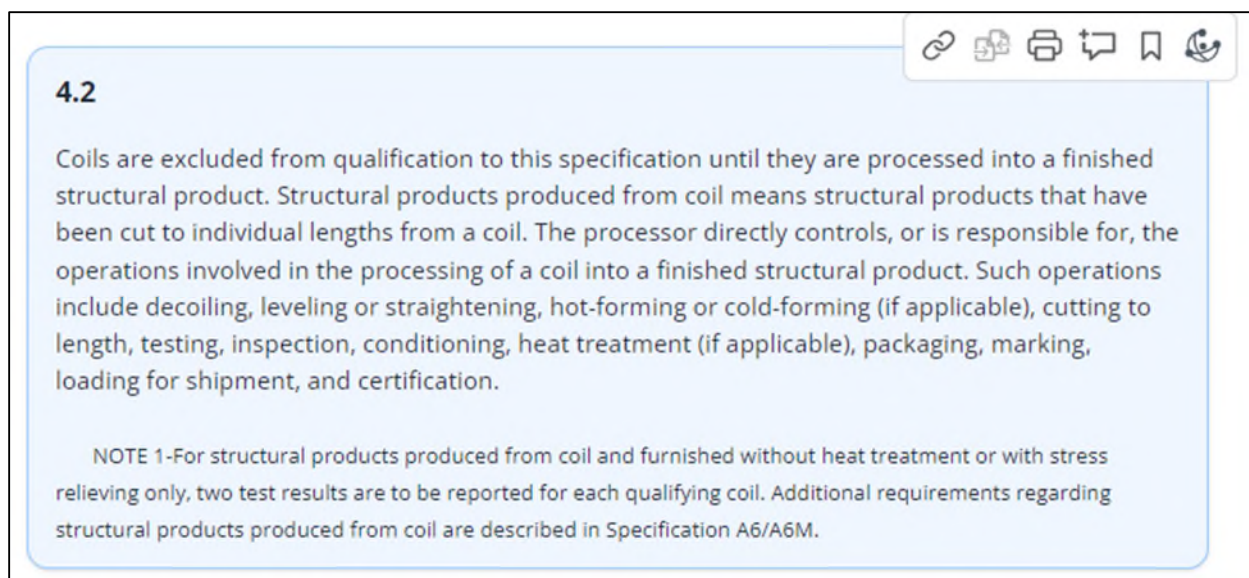 4.2
Coils are excluded from qualification to this specification until they are processed into a finished
structural product. Structural products produced from coil means structural products that have
been cut to individual lengths from a coil. The processor directly controls, or is responsible for, the
operations involved in the processing of a coil into a finished structural product. Such operations
include decoiling, leveling or straightening, hot-forming or cold-forming (if applicable), cutting to
length, testing, inspection, conditioning, heat treatment (if applicable), packaging, marking,
loading for shipment, and certification.
NOTE 1-For structural products produced from coil and furnished without heat treatment or with stress
relieving only, two test results are to be reported for each qualifying coil. Additional requirements regarding
structural products produced from coil are described in Specification A6/A6M.